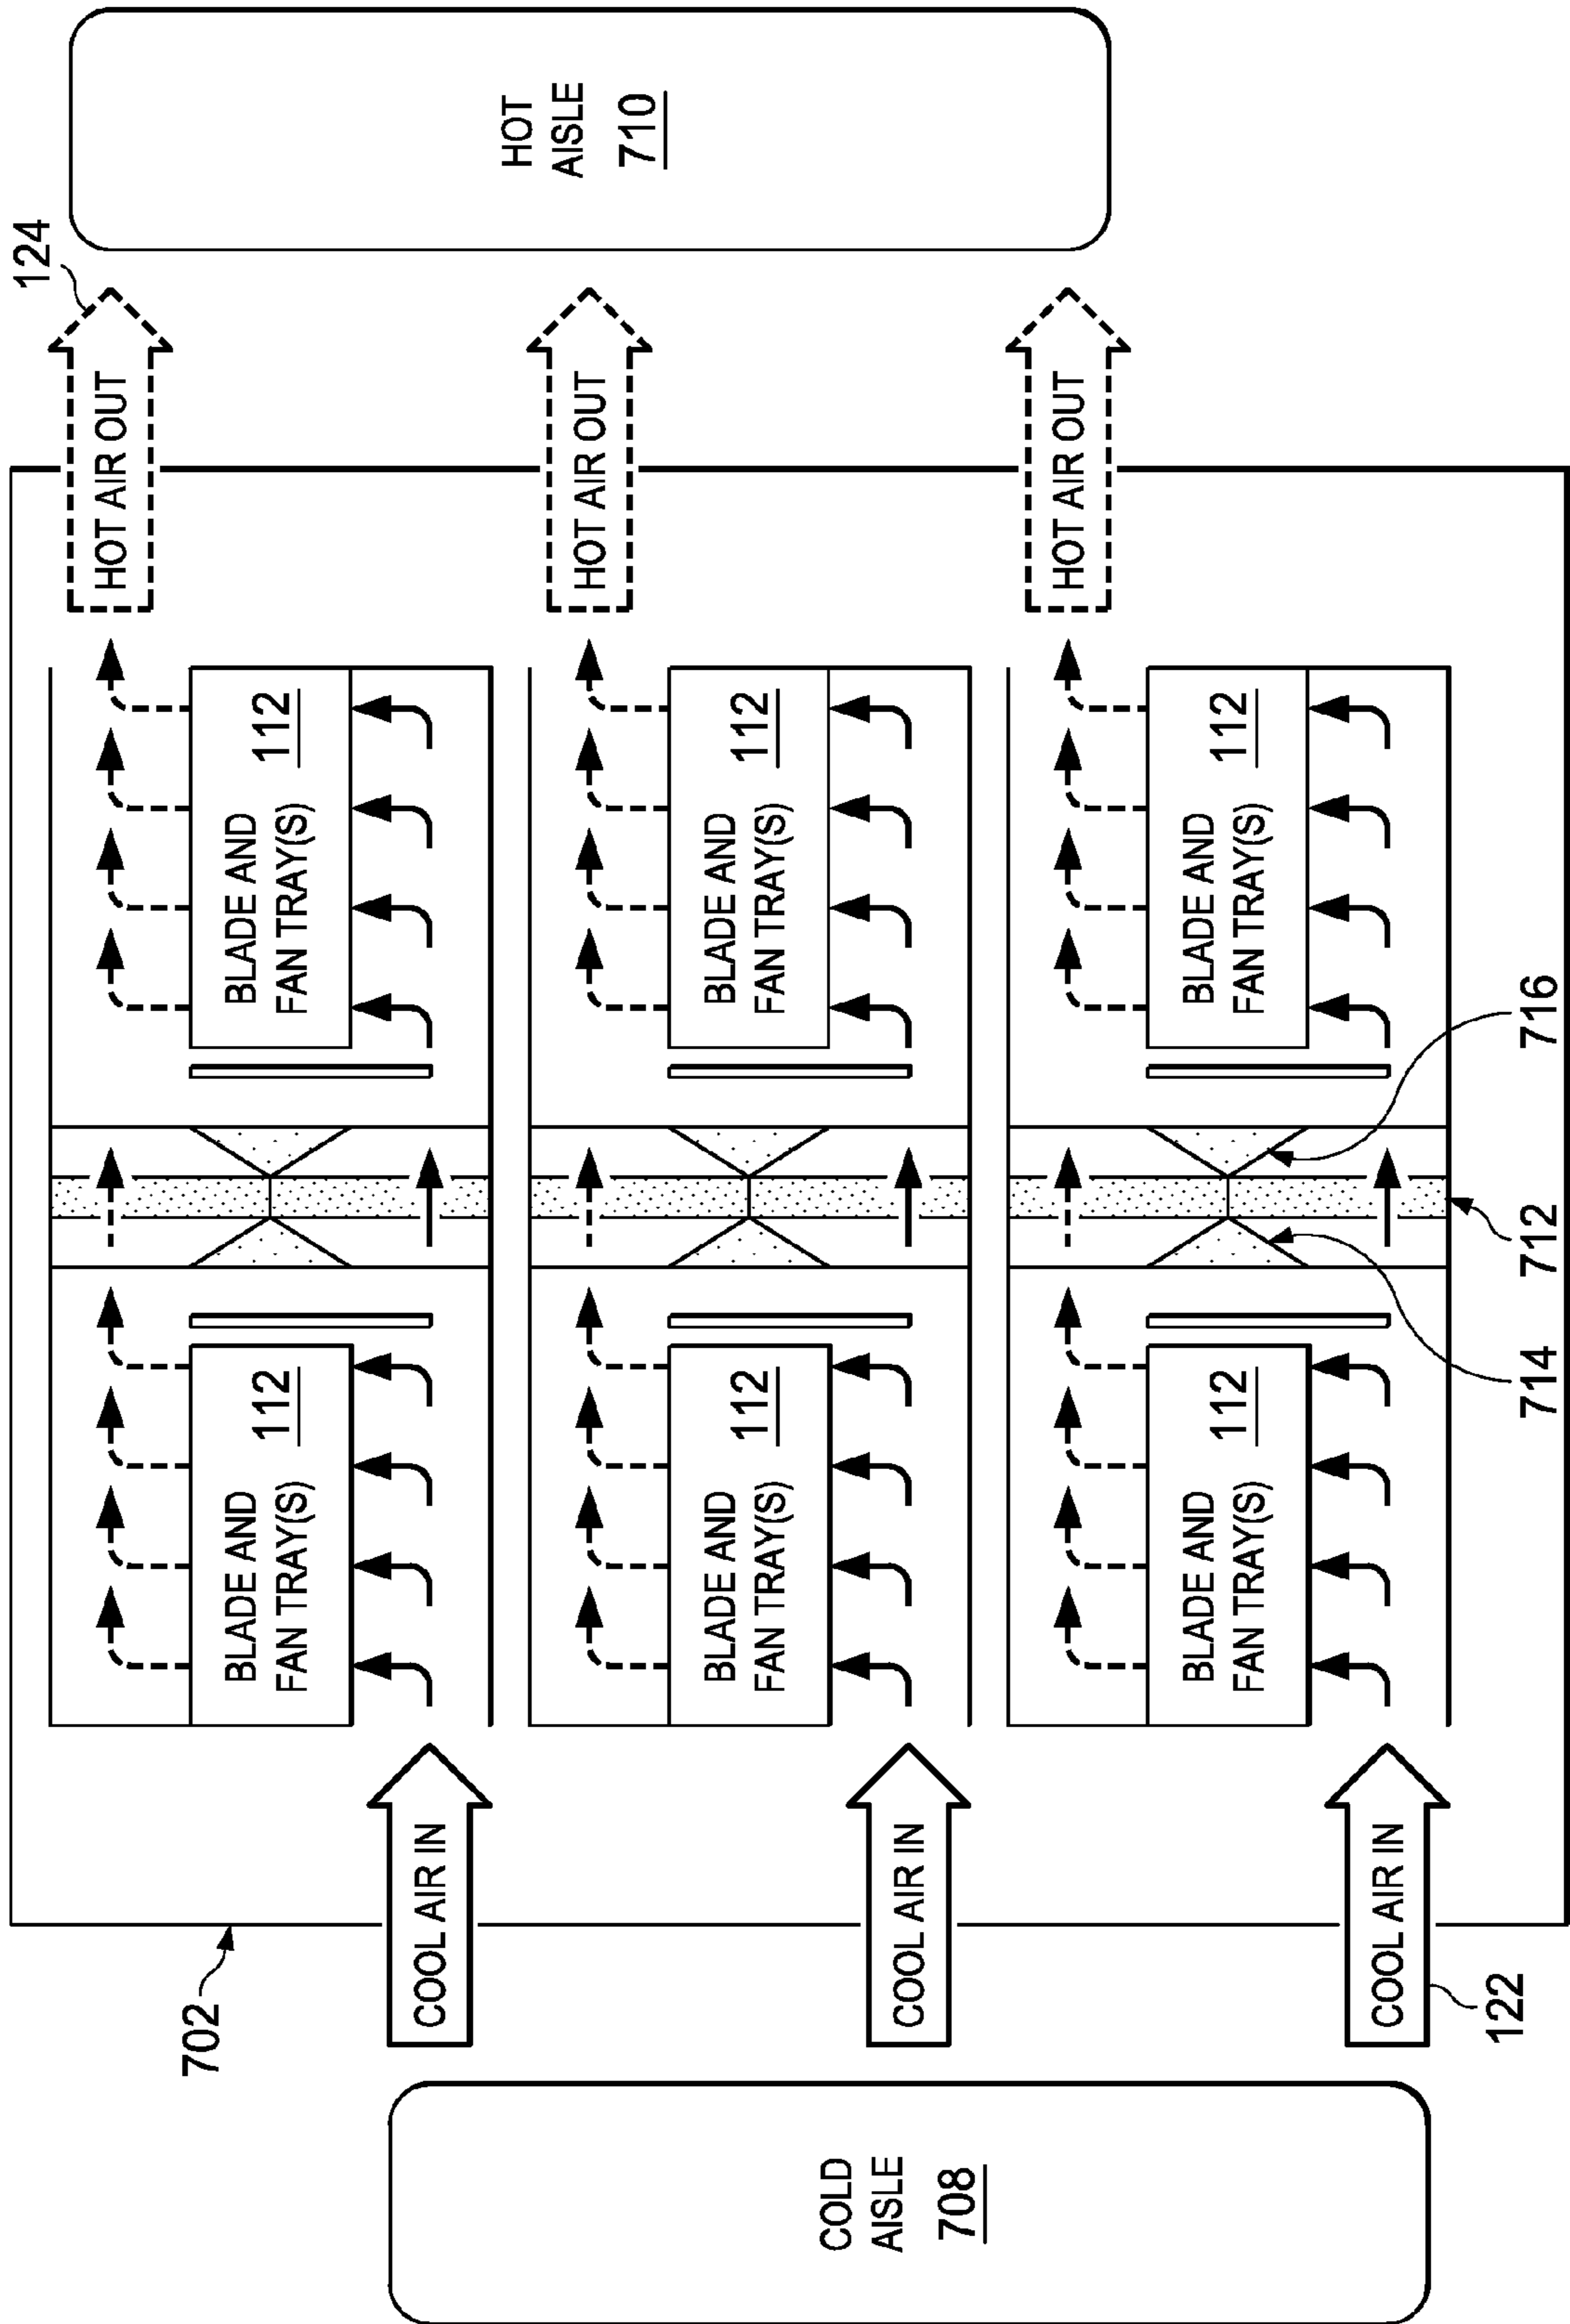 124
HOT
AISLE
710
HOT AIR OUT
HOT AIR OUT
HOT AIR OUT
BLADE AND
FAN TRAY(S)
112
BLADE AND
FAN TRAY(S)
112
BLADE AND
FAN TRAY(S)
112
716
712
714
BLADE AND
FAN TRAY(S)
112
BLADE AND
FAN TRAY(S)
112
BLADE AND
FAN TRAY(S)
112
702
COOL AIR IN
COOL AIR IN
COOL AIR IN
122
COLD
AISLE
708